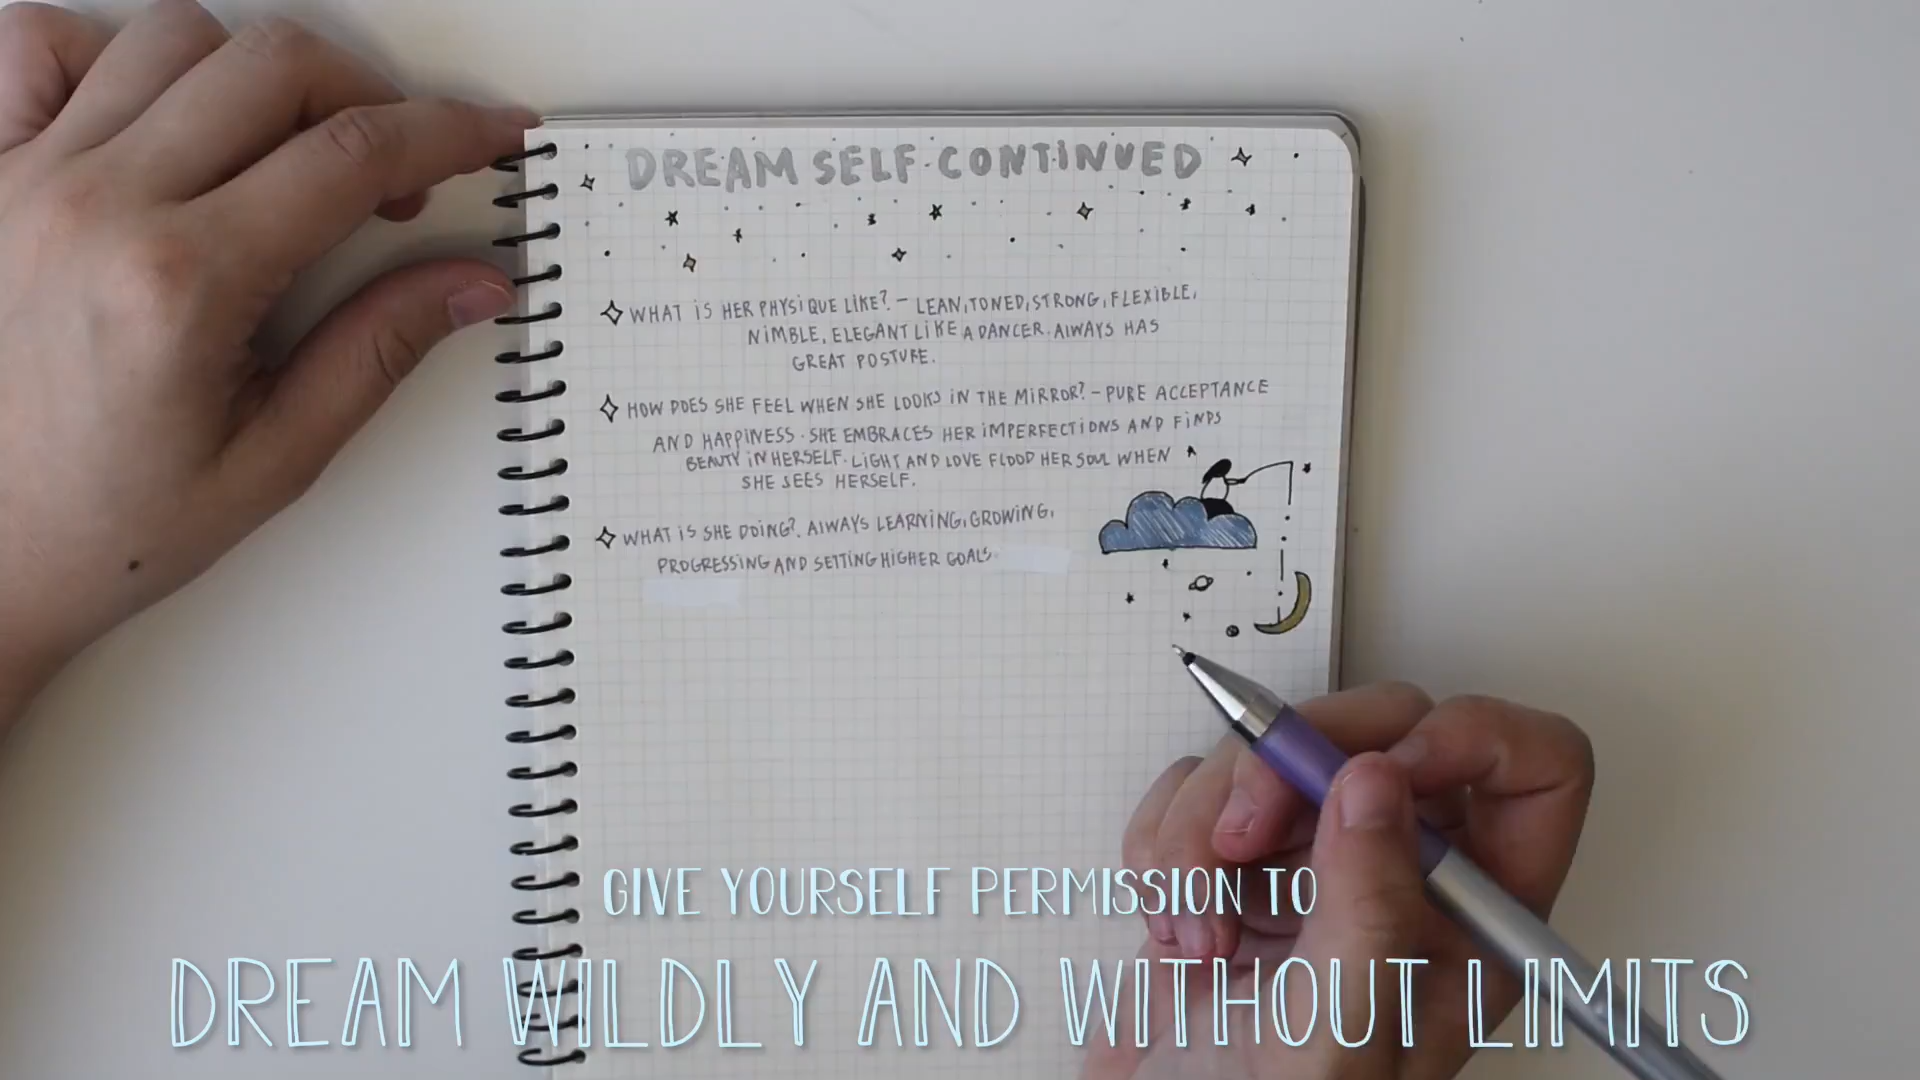 DREAM SELF CONTINUED
WHAT IS HER PHYSIQUE LIKE? - LEAN, TONED, STRONG, FLEXIBLE,
NIMBLE, ELEGANT LIKE A DANCER. ALWAYS HAS
GREAT POSTURE.
HOW DOES SHE FEEL WHEN SHE LOOKS IN THE MIRROR? - PURE ACCEPTANCE
AND HAPPINESS. SHE EMBRACES HER IMPERFECTIONS AND FINDS
BEAUTY IN HERSELF. LIGHT AND LOVE FLOOD HER SOUL WHEN
SHE SEES HERSELF.
WHAT IS SHE DOING?. ALWAYS LEARNING, GROWING,
PROGRESSING AND SETTING HIGHER GOALS.
GIVE YOURSELF PERMISSION TO
DREAM WILDLY AND WITHOUT LIMITS